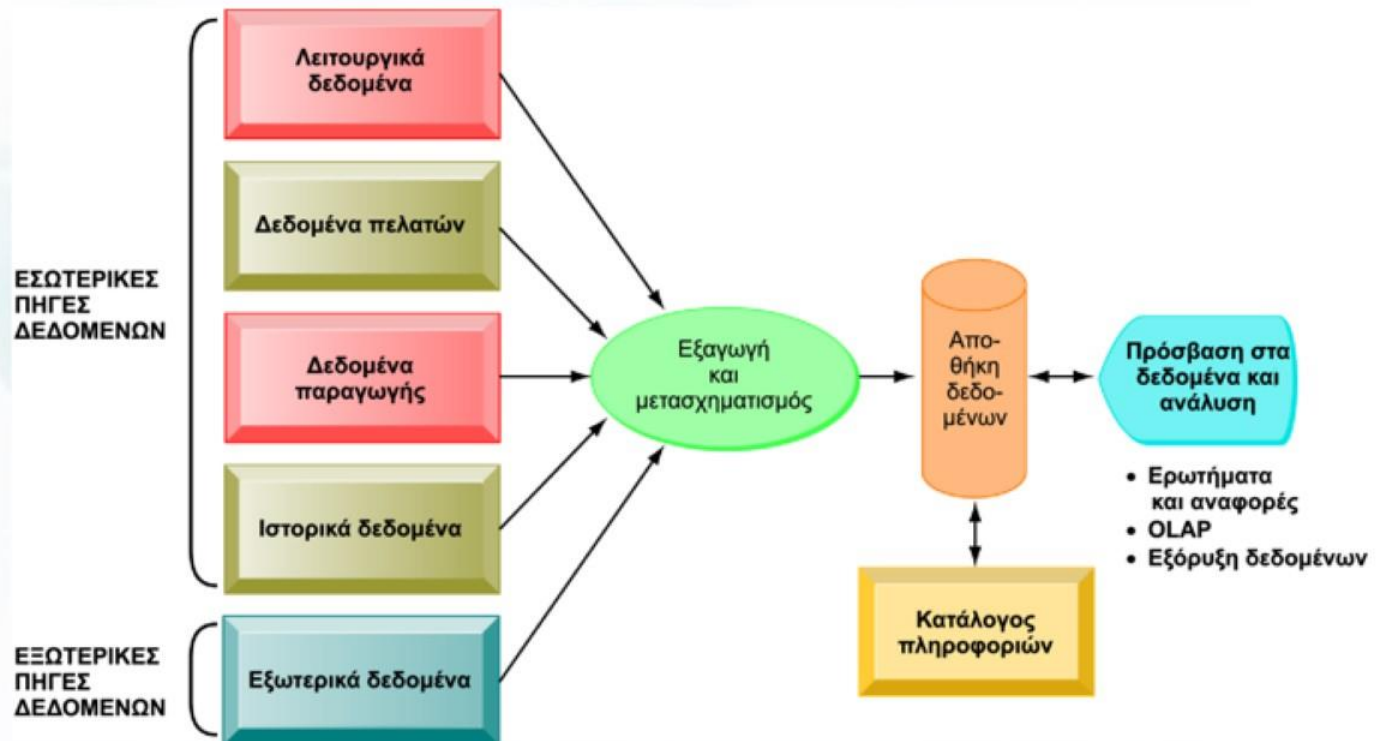 ΕΣΩΤΕΡΙΚΕΣ
ΠΗΓΕΣ
ΔΕΔΟΜΕΝΩΝ
Λειτουργικά
δεδομένα
Δεδομένα πελατών
Δεδομένα
παραγωγής
Ιστορικά δεδομένα
ΕΞΩΤΕΡΙΚΕΣ
ΠΗΓΕΣ
ΔΕΔΟΜΕΝΩΝ
Εξωτερικά δεδομένα
Εξαγωγή
και
μετασχηματισμός
Απο-
θήκη
δεδο-
μένων
Κατάλογος
πληροφοριών
Πρόσβαση στα
δεδομένα και
ανάλυση
• Ερωτήματα
και αναφορές
• OLAP
• Εξόρυξη δεδομένων